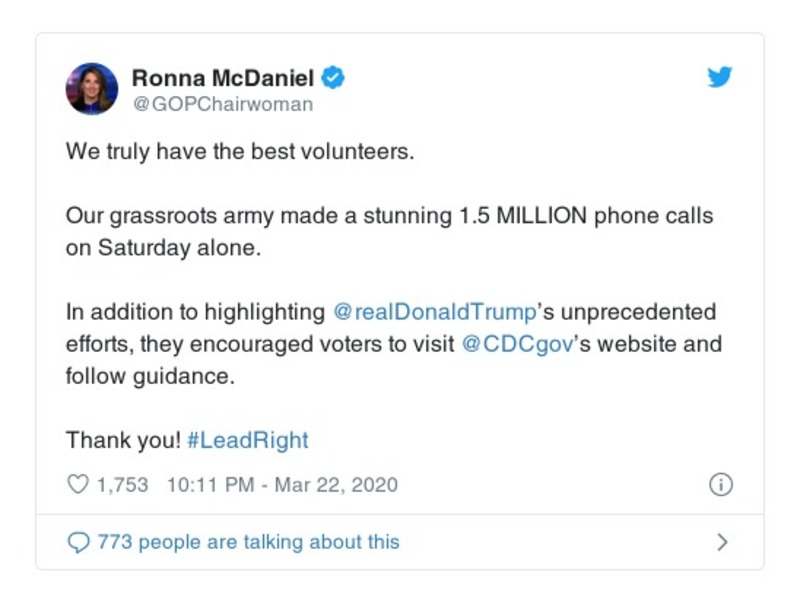 Ronna McDaniel
@GOPChairwoman
We truly have the best volunteers.
Our grassroots army made a stunning 1.5 MILLION phone calls
on Saturday alone.
In addition to highlighting @realDonaldTrump's unprecedented
efforts, they encouraged voters to visit @CDCgov's website and
follow guidance.
Thank you! #LeadRight
1,753 10:11 PM - Mar 22, 2020
773 people are talking about this